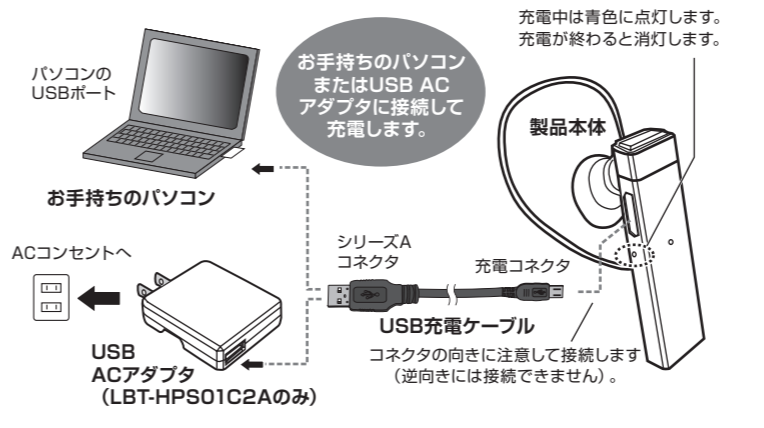 充電中は青色に点灯します。
充電が終わると消灯します。
お手持ちのパソコン
またはUSB AC
アダプタに接続して
充電します。
パソコンの
USBポート
製品本体
お手持ちのパソコン
ACコンセントへ
シリーズA
コネクタ
充電コネクタ
USB充電ケーブル
コネクタの向きに注意して接続します
（逆向きには接続できません）。
USB
ACアダプタ
（LBT-HPS01C2Aのみ）